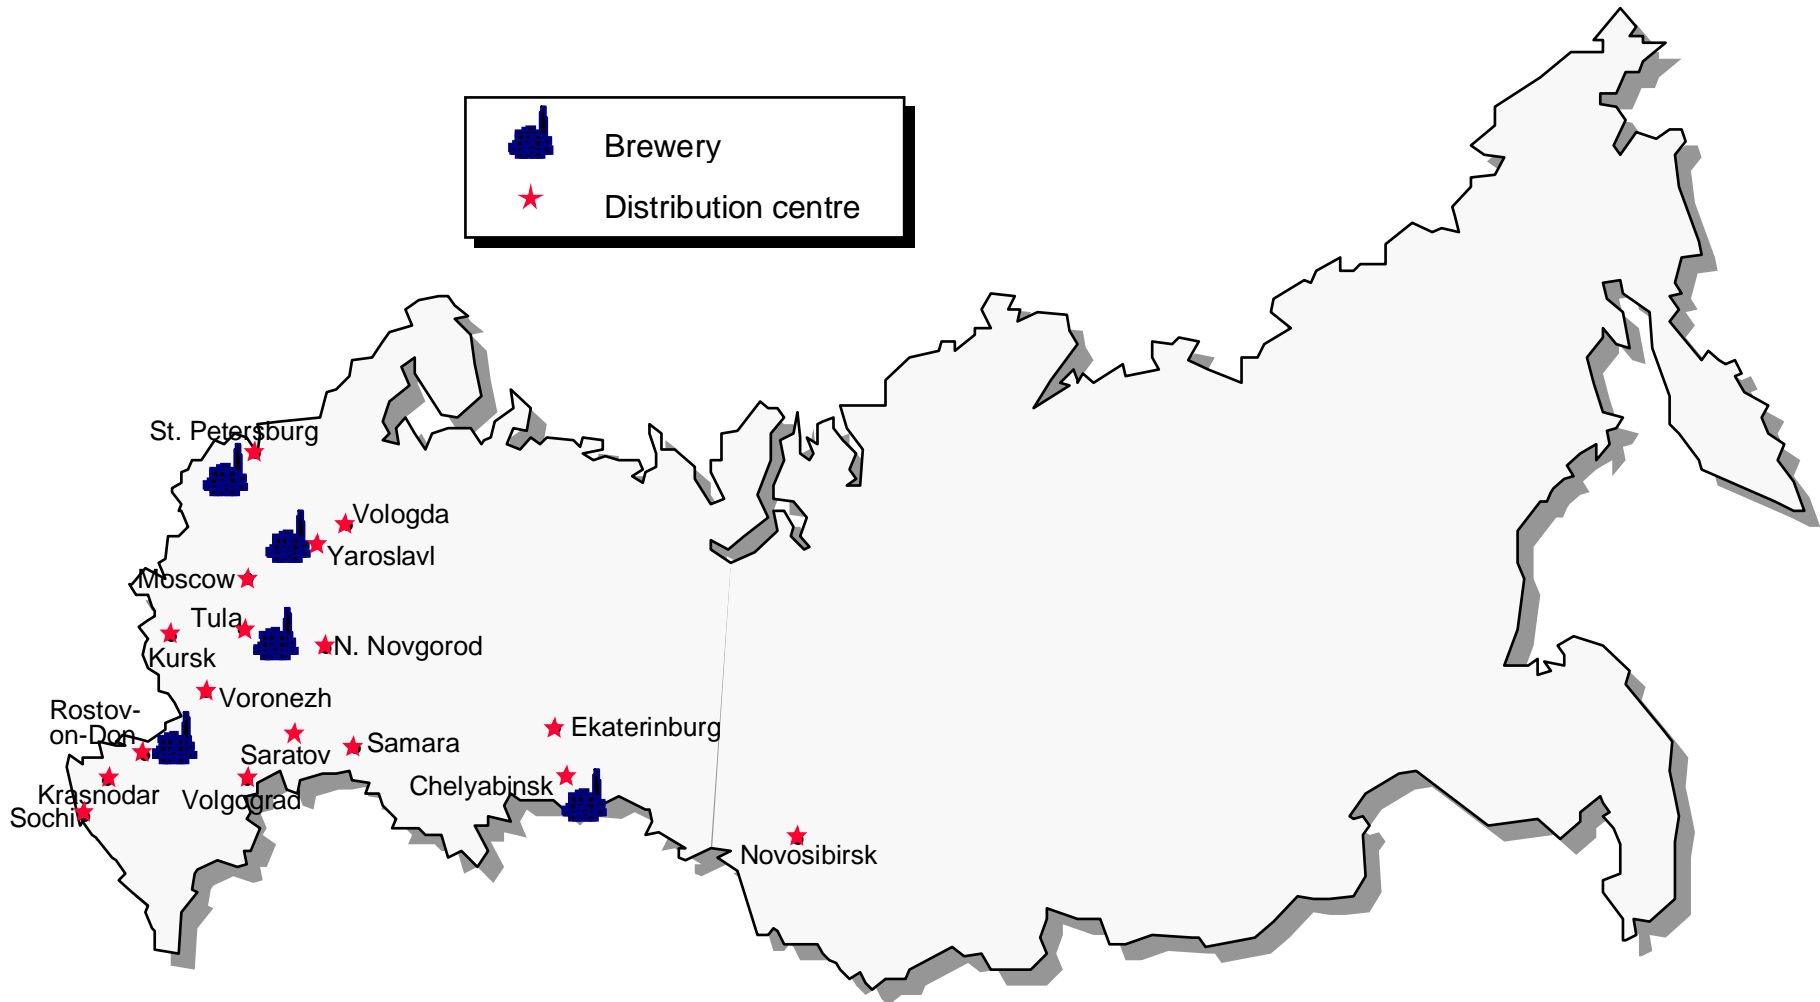 Brewery
Distribution centre
St. Petersburg
Vologda
Yaroslavl
Moscow
Tula
N. Novgorod
Kursk
Voronezh
Rostov-
on-Don
Saratov
Samara
Ekaterinburg
Chelyabinsk
Krasnodar
Volgograd
Sochi
Novosibirsk